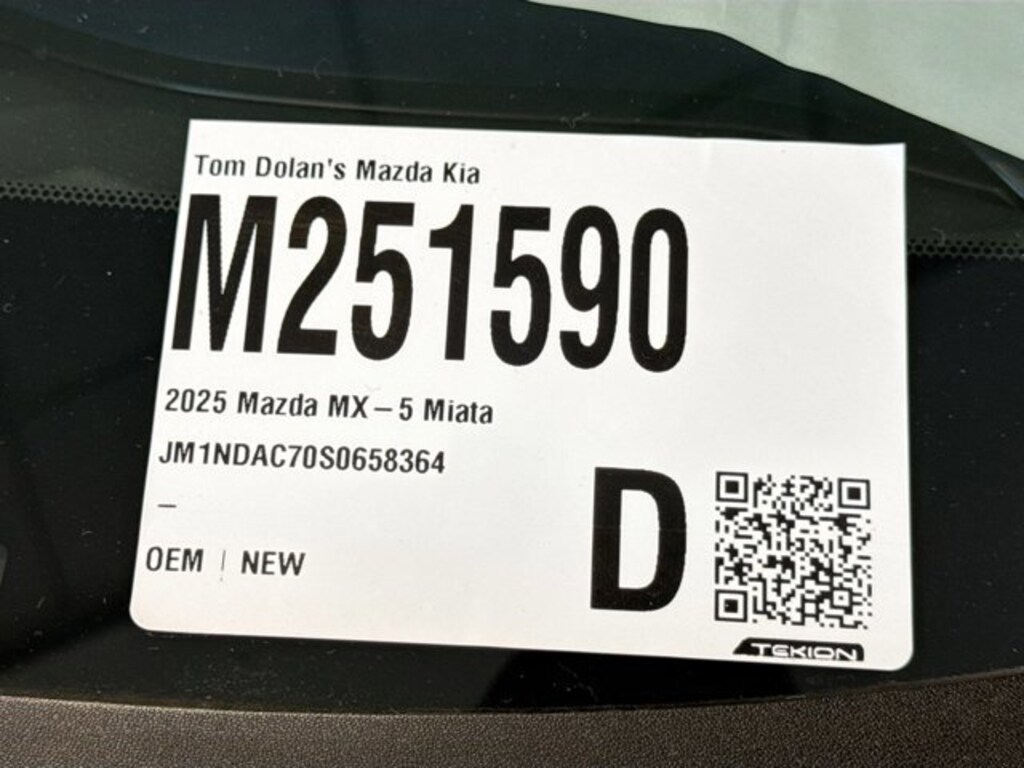 Tom Dolan's Mazda Kia
M251590
2025 Mazda MX–5 Miata
JM1NDAC70S0658364
–
OEM | NEW
D
TEKION